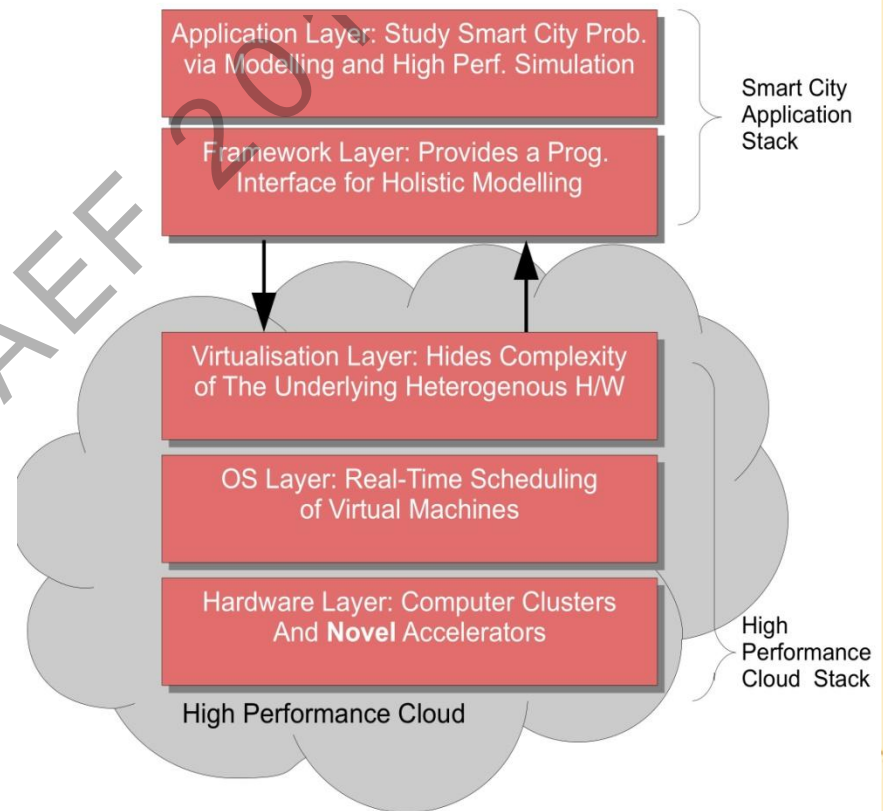 Application Layer: Study Smart City Prob.
via Modelling and High Perf. Simulation
Smart City
Application
Stack
Framework Layer: Provides a Prog.
Interface for Holistic Modelling
Virtualisation Layer: Hides Complexity
of The Underlying Heterogenous H/W
OS Layer: Real-Time Scheduling
of Virtual Machines
Hardware Layer: Computer Clusters
And Novel Accelerators
High
Performance
Cloud Stack
High Performance Cloud
AEF